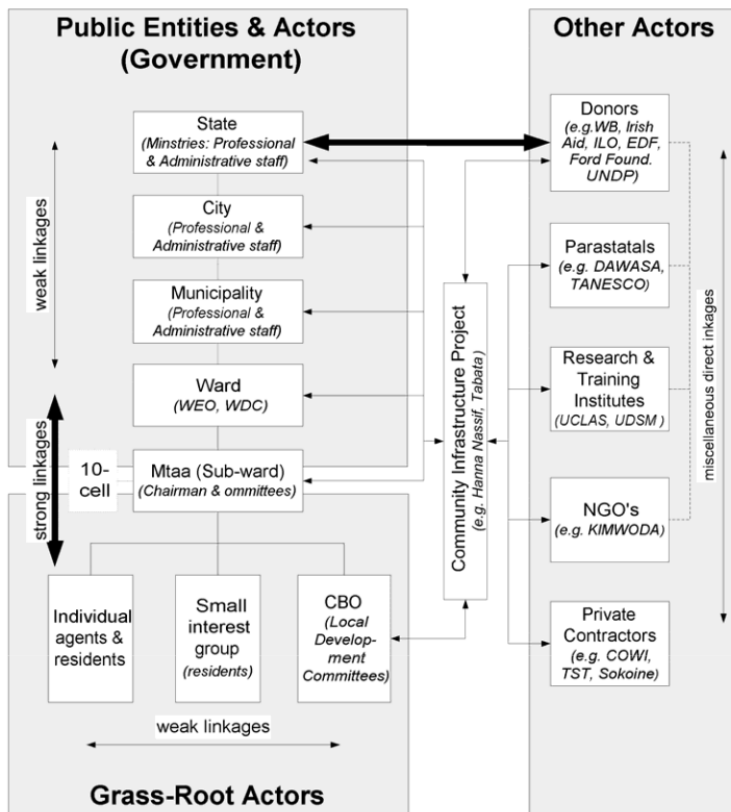 Public Entities & Actors
(Government)
Other Actors
State
(Minstries: Professional
& Administrative staff)
City
(Professional &
Administrative staff)
Municipality
(Professional &
Administrative staff)
Ward
(WEO, WDC)
Mtaa (Sub-ward)
(Chairman & ommittees)
10-
cell
weak linkages
strong linkages
Individual
agents &
residents
Small
interest
group
(residents)
CBO
(Local
Develop-
ment
Committees)
weak linkages
Grass-Root Actors
Community Infrastructure Project
(e.g. Hanna Nassif, Tabata)
Donors
(e.g.WB, Irish
Aid, ILO, EDF,
Ford Found.
UNDP)
Parastatals
(e.g. DAWASA,
TANESCO)
Research &
Training
Institutes
(UCLAS, UDSM )
NGO's
(e.g. KIMWODA)
Private
Contractors
(e.g. COWI,
TST, Sokoine)
miscellaneous direct inkages